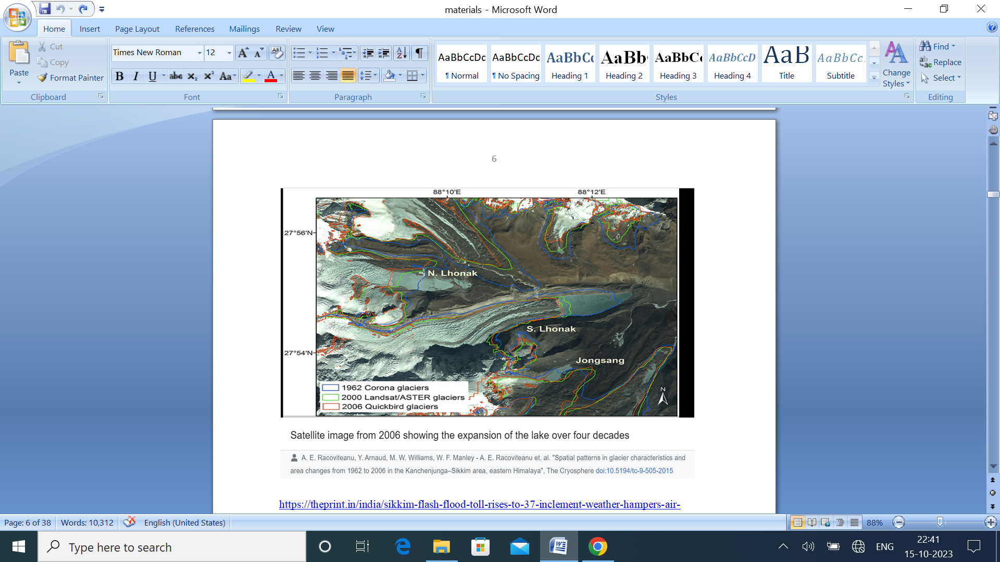 materials - Microsoft Word
Home Insert Page Layout References Mailings Review View
Paste
Cut
Copy
Format Painter
Clipboard
Times New Roman 12
B I U abc x₂ x² Aa A
Font
Paragraph
AaBbCcDc AaBbCcDc AaBbCc AaBb AaBbCc AaBbCcD AaB AaBbCc.
¶ Normal ¶ No Spacing Heading 1 Heading 2 Heading 3 Heading 4 Title Subtitle
Styles
Change
Styles
Find
Replace
Select
Editing
6
88°10'E 88°12'E
27°56'N
N. Lhonak
S. Lhonak
27°54'N
Jongsang
1962 Corona glaciers
2000 Landsat/ASTER glaciers
2006 Quickbird glaciers
N
Satellite image from 2006 showing the expansion of the lake over four decades
A. E. Racoviteanu, Y. Arnaud, M. W. Williams, W. F. Manley - A. E. Racoviteanu et. al. "Spatial patterns in glacier characteristics and
area changes from 1962 to 2006 in the Kanchenjunga–Sikkim area, eastern Himalaya", The Cryosphere doi:10.5194/tc-9-505-2015
https://theprint.in/india/sikkim-flash-flood-toll-rises-to-37-inclement-weather-hampers-air-
Page: 6 of 38 Words: 10,312 English (United States) 88%
Type here to search
ENG
22:41
15-10-2023